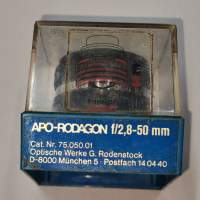 APO-RODAGON f/2,8-50 mm
Cat. Nr. 75.050.01
Optische Werke G. Rodenstock
D-8000 München 5 · Postfach 14 04 40